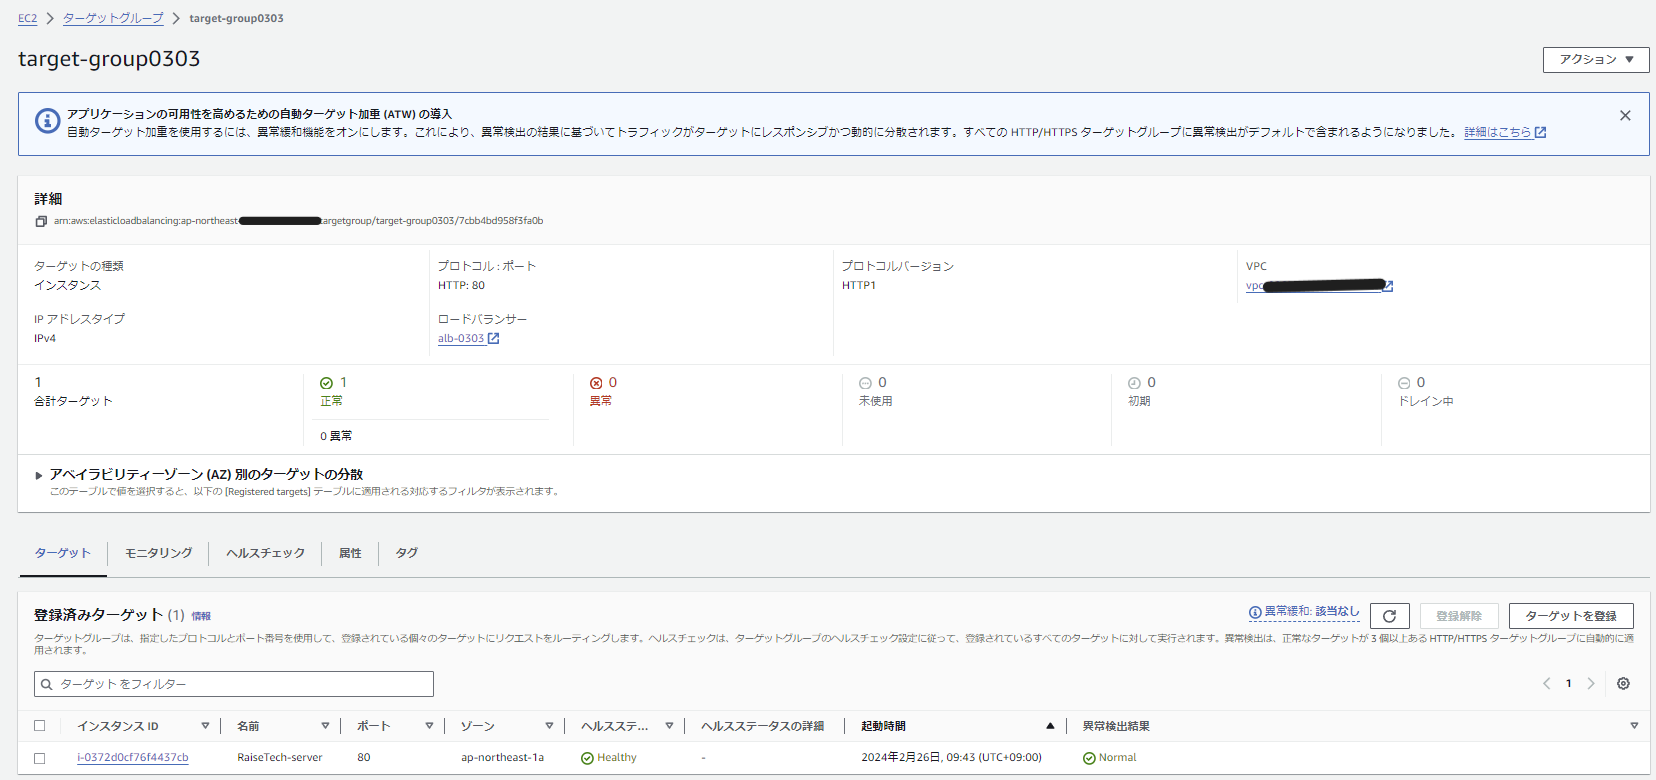 EC2 > ターゲットグループ > target-group0303
target-group0303
アクション ▼
アプリケーションの可用性を高めるための自動ターゲット加重 (ATW) の導入
自動ターゲット加重を使用するには、異常緩和機能をオンにします。これにより、異常検出の結果に基づいてトラフィックがターゲットにレスポンシブかつ動的に分散されます。すべての HTTP/HTTPS ターゲットグループに異常検出がデフォルトで含まれるようになりました。 詳細はこちら
詳細
arn:aws:elasticloadbalancing:ap-northeast targetgroup/target-group0303/7cbb4bd958f3fa0b
ターゲットの種類
インスタンス
プロトコル : ポート
HTTP: 80
プロトコルバージョン
HTTP1
VPC
vpc
IP アドレスタイプ
IPv4
ロードバランサー
alb-0303
1
合計ターゲット
1
正常
0 異常
0
異常
0
未使用
0
初期
0
ドレイン中
アベイラビリティーゾーン (AZ) 別のターゲットの分散
このテーブルで値を選択すると、以下の [Registered targets] テーブルに適用される対応するフィルタが表示されます。
ターゲット モニタリング ヘルスチェック 属性 タグ
登録済みターゲット (1) 情報
異常緩和: 該当なし 登録解除 ターゲットを登録
ターゲットグループは、指定したプロトコルとポート番号を使用して、登録されている個々のターゲットにリクエストをルーティングします。ヘルスチェックは、ターゲットグループのヘルスチェック設定に従って、登録されているすべてのターゲットに対して実行されます。異常検出は、正常なターゲットが 3 個以上ある HTTP/HTTPS ターゲットグループに自動的に適
用されます。
ターゲット をフィルター
1
インスタンス ID 名前 ポート ゾーン ヘルスステ... ヘルスステータスの詳細 起動時間 異常検出結果
i-0372d0cf76f4437cb RaiseTech-server 80 ap-northeast-1a Healthy - 2024年2月26日, 09:43 (UTC+09:00) Normal